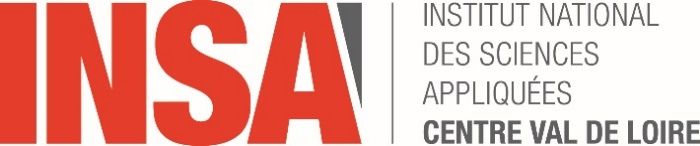 INSA
INSTITUT NATIONAL
DES SCIENCES
APPLIQUÉES
CENTRE VAL DE LOIRE